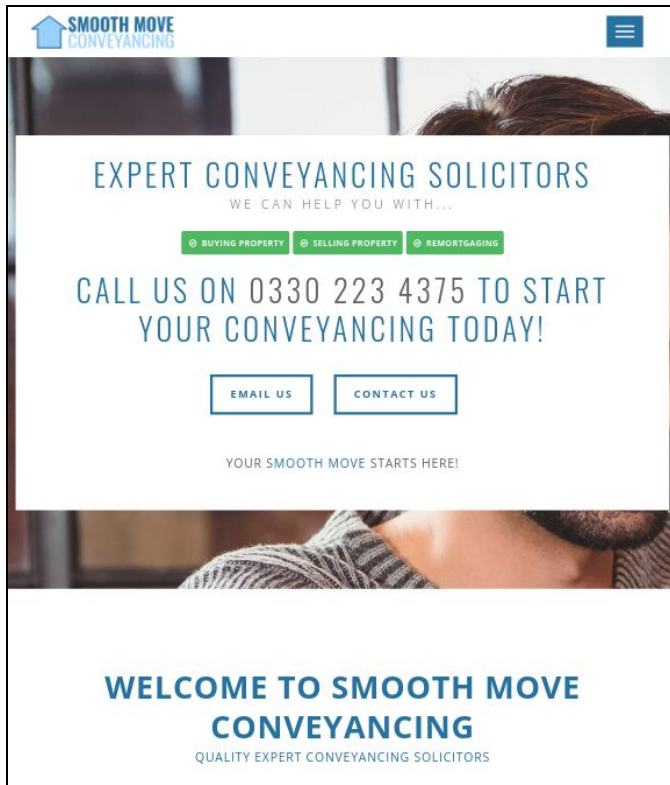 SMOOTH MOVE
CONVEYANCING
EXPERT CONVEYANCING SOLICITORS
WE CAN HELP YOU WITH...
BUYING PROPERTY SELLING PROPERTY REMORTGAGING
CALL US ON 0330 223 4375 TO START
YOUR CONVEYANCING TODAY!
EMAIL US CONTACT US
YOUR SMOOTH MOVE STARTS HERE!
WELCOME TO SMOOTH MOVE
CONVEYANCING
QUALITY EXPERT CONVEYANCING SOLICITORS